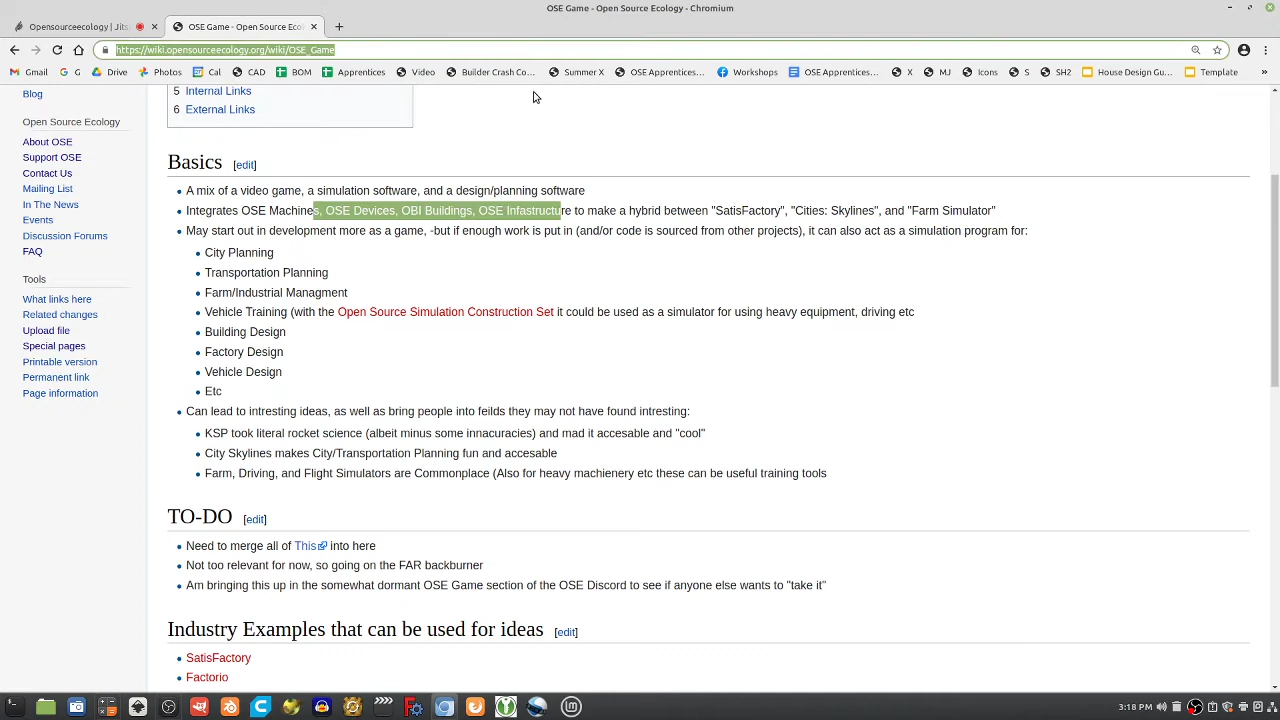 OSE Game - Open Source Ecology - Chromium
Opensourceecology | Jits
OSE Game - Open Source Ecol
https://wiki.opensourceecology.org/wiki/OSE_Game
Gmail G Drive Photos Cal CAD BOM Apprentices Video Builder Crash Co... Summer X OSE Apprentices... Workshops OSE Apprentices... X MJ Icons SH2 House Design Gu... Template »
Blog
Open Source Ecology
About OSE
Support OSE
Contact Us
Mailing List
In The News
Events
Discussion Forums
FAQ
Tools
What links here
Related changes
Upload file
Special pages
Printable version
Permanent link
Page information
5 Internal Links
6 External Links
Basics [edit]
A mix of a video game, a simulation software, and a design/planning software
Integrates OSE Machines, OSE Devices, OBI Buildings, OSE Infastructure to make a hybrid between "SatisFactory", "Cities: Skylines", and "Farm Simulator"
May start out in development more as a game, -but if enough work is put in (and/or code is sourced from other projects), it can also act as a simulation program for:
City Planning
Transportation Planning
Farm/Industrial Managment
Vehicle Training (with the Open Source Simulation Construction Set it could be used as a simulator for using heavy equipment, driving etc
Building Design
Factory Design
Vehicle Design
Etc
Can lead to intresting ideas, as well as bring people into feilds they may not have found intresting:
KSP took literal rocket science (albeit minus some innacuracies) and mad it accesable and "cool"
City Skylines makes City/Transportation Planning fun and accesable
Farm, Driving, and Flight Simulators are Commonplace (Also for heavy machienery etc these can be useful training tools
TO-DO [edit]
Need to merge all of This into here
Not too relevant for now, so going on the FAR backburner
Am bringing this up in the somewhat dormant OSE Game section of the OSE Discord to see if anyone else wants to "take it"
Industry Examples that can be used for ideas [edit]
SatisFactory
Factorio
3:18 PM